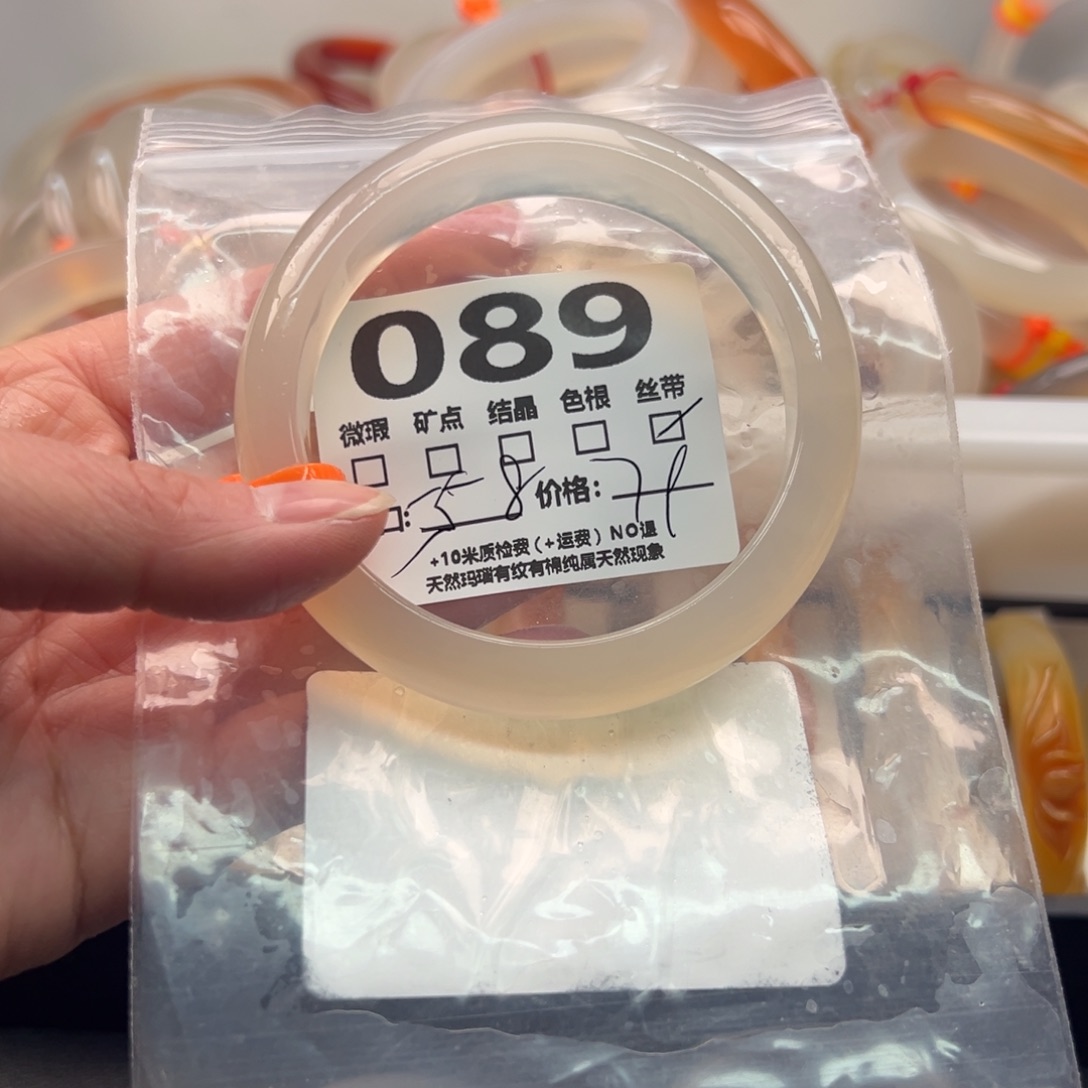 089
微瑕 矿点 结晶 色根 丝带
口: 58 价格:
+10米质检费(+运费)NO退
天然玛瑙有纹有棉纯属天然现象